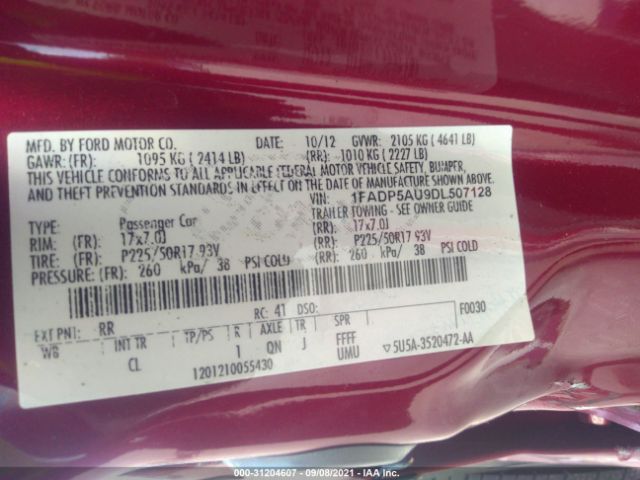 MFD. BY FORD MOTOR CO.
DATE: 10/12 GVWR: 2105 KG ( 4641 LB)
GAWR: (FR): 1095 KG ( 2414 LB) (RR): 1010 KG ( 2227 LB)
THIS VEHICLE CONFORMS TO ALL APPLICABLE FEDERAL MOTOR VEHICLE SAFETY, BUMPER,
AND THEFT PREVENTION STANDARDS IN EFFECT ON THE DATE OF MANUFACTURE SHOWN ABOVE.
VIN: 1FADP5AU9DL507128
TYPE: Passenger Car TRAILER TOWING - SEE OWNERS GUIDE
RIM: (FR): 17x7.0J (RR): 17x7.0J
TIRE: (FR): P225/50R17 93V (RR): P225/50R17 93V
PRESSURE: (FR): 260 kPa/ 38 PSI COLD (RR): 260 kPa/ 38 PSI COLD
EXT PNT: RR RC: 41 DSO: F0030
WB INT TR TP/PS R AXLE TR SPR
CL 1 QN J FFFF
UMU
1201210055430 ▽5U5A-3520472-AA
000-31204607 - 09/08/2021 - IAA Inc.